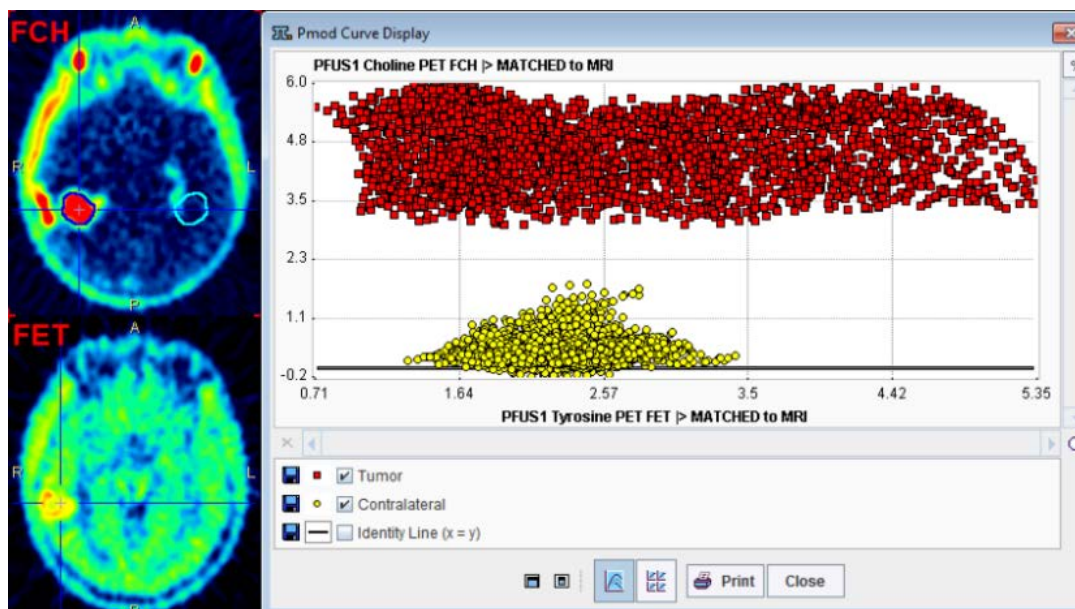 FCH
A
R
L
P
FET
A
R
L
Pmod Curve Display
PFUS1 Choline PET FCH |> MATCHED to MRI
6.0
4.8
3.5
2.3
1.1
-0.2
0.71
1.64
2.57
3.5
4.42
5.35
PFUS1 Tyrosine PET FET |> MATCHED to MRI
Tumor
Contralateral
Identity Line (x = y)
Print
Close